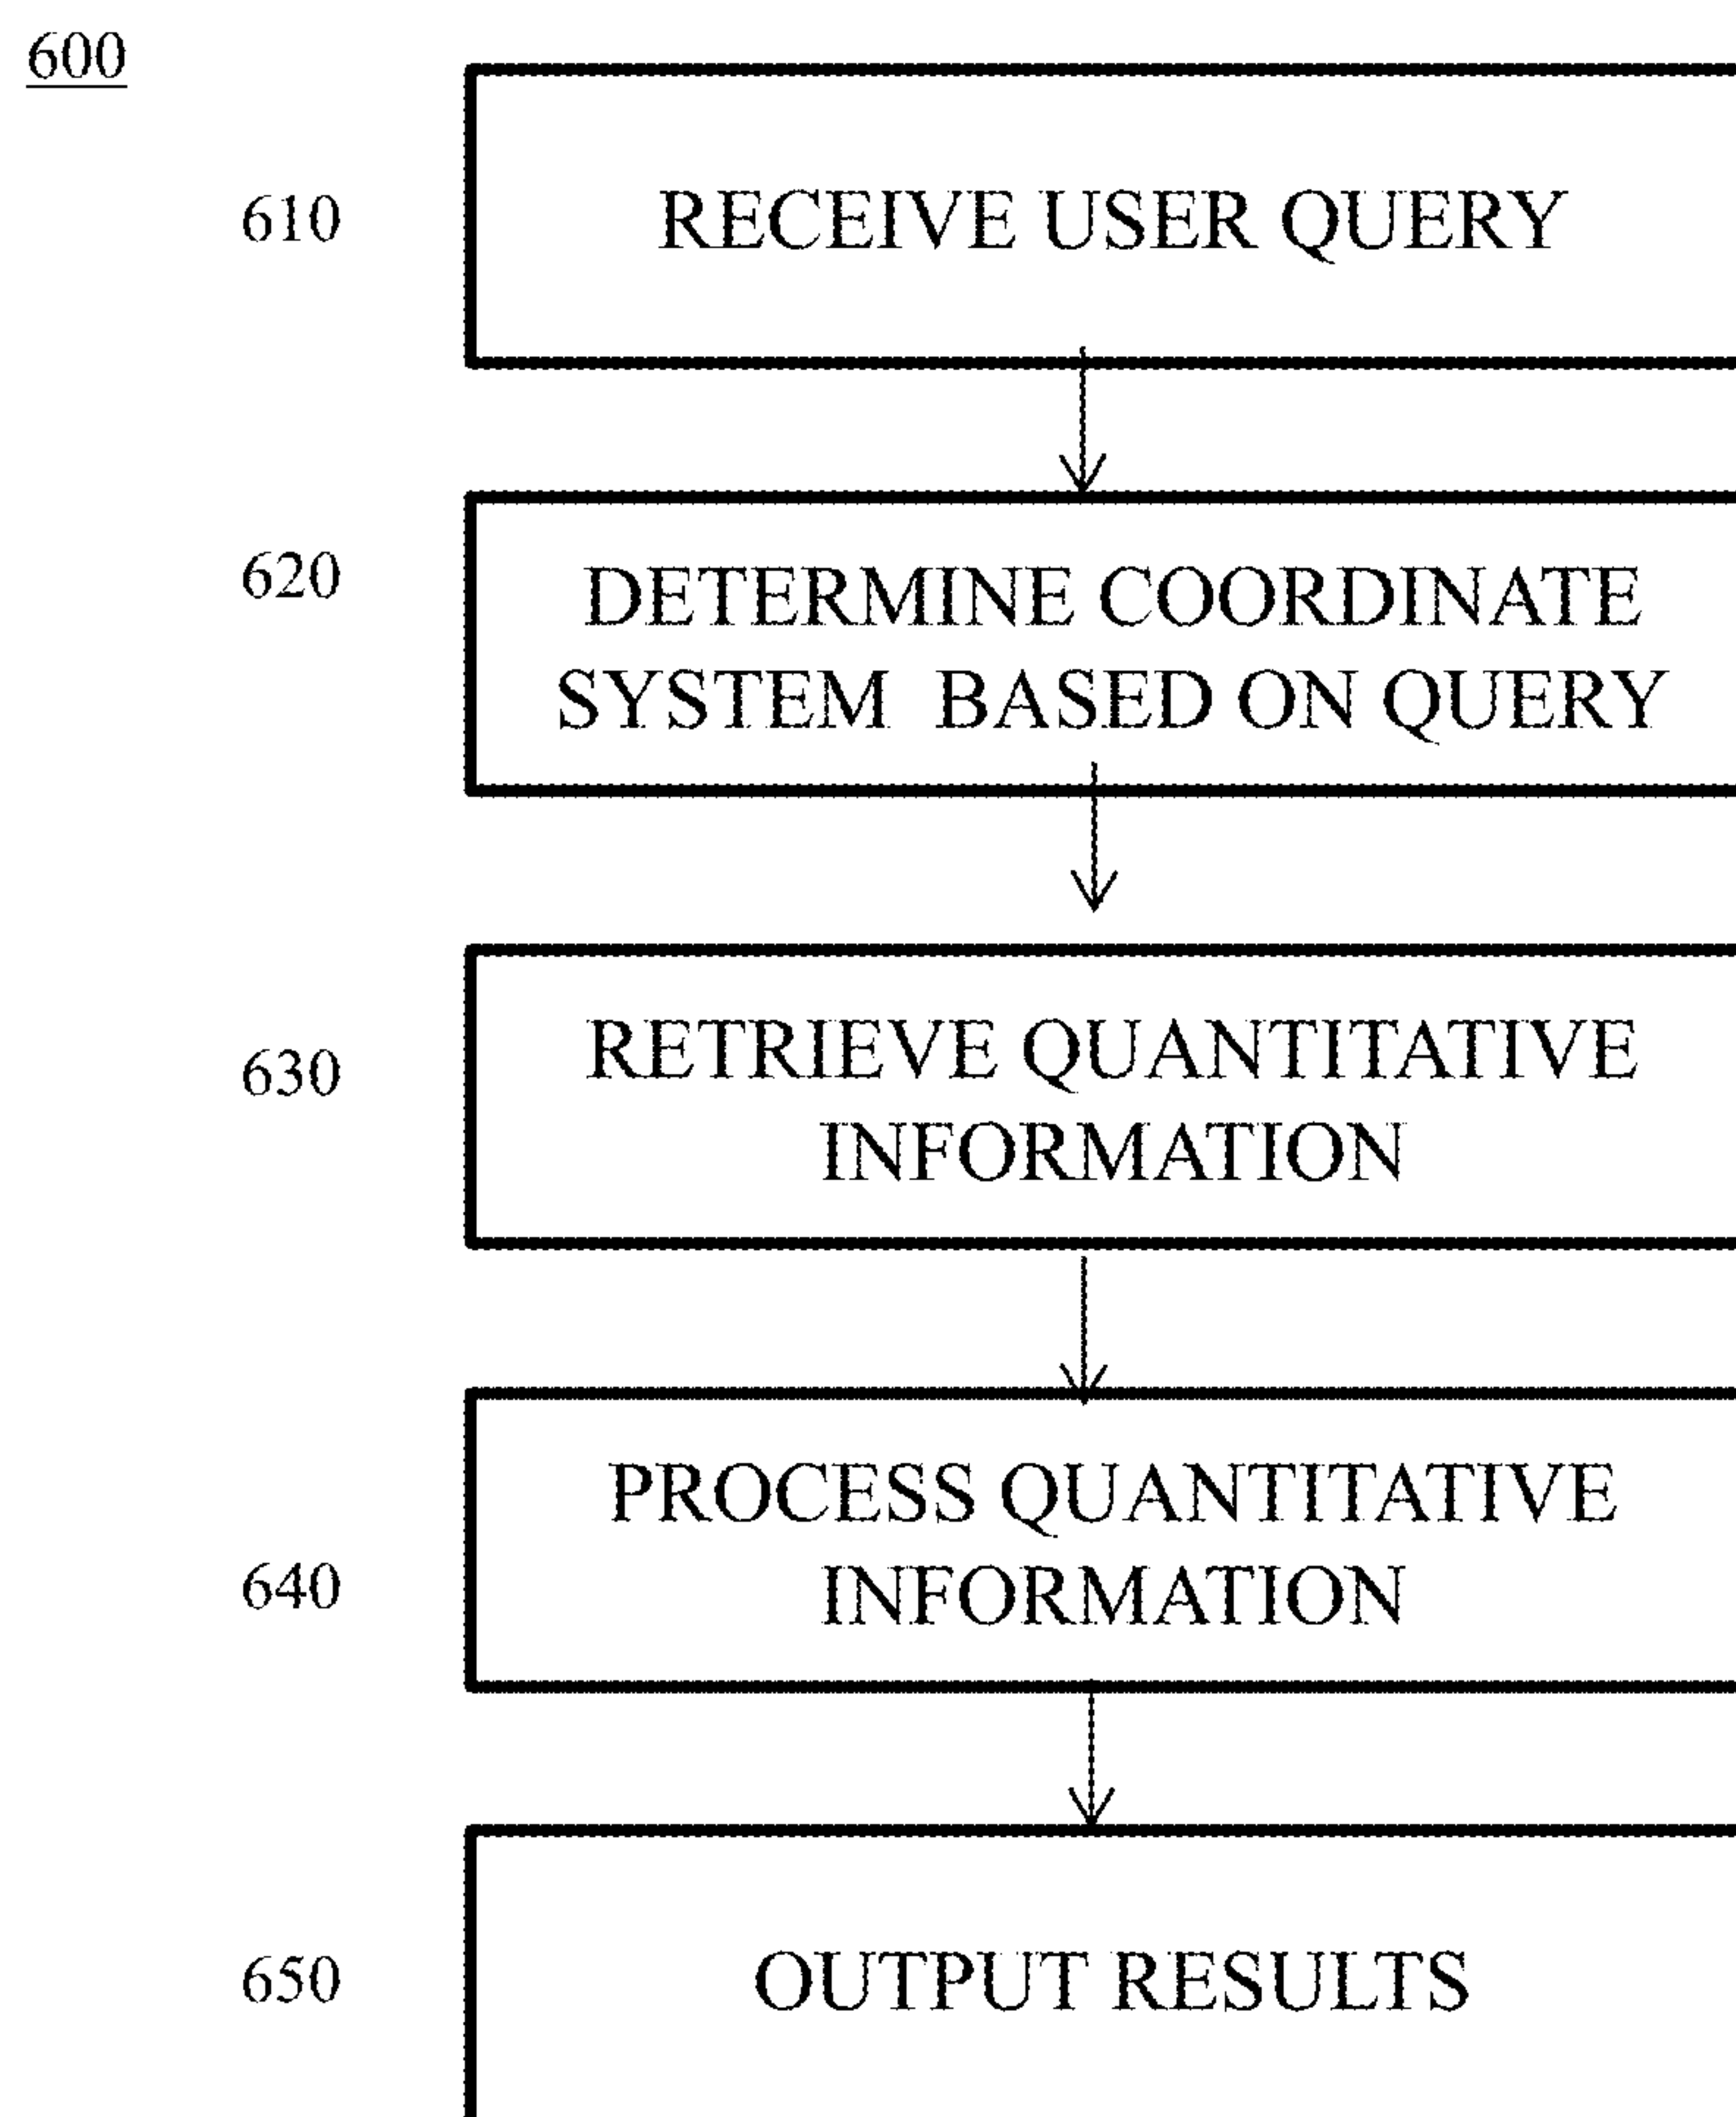 600
610
RECEIVE USER QUERY
620
DETERMINE COORDINATE
SYSTEM BASED ON QUERY
630
RETRIEVE QUANTITATIVE
INFORMATION
640
PROCESS QUANTITATIVE
INFORMATION
650
OUTPUT RESULTS